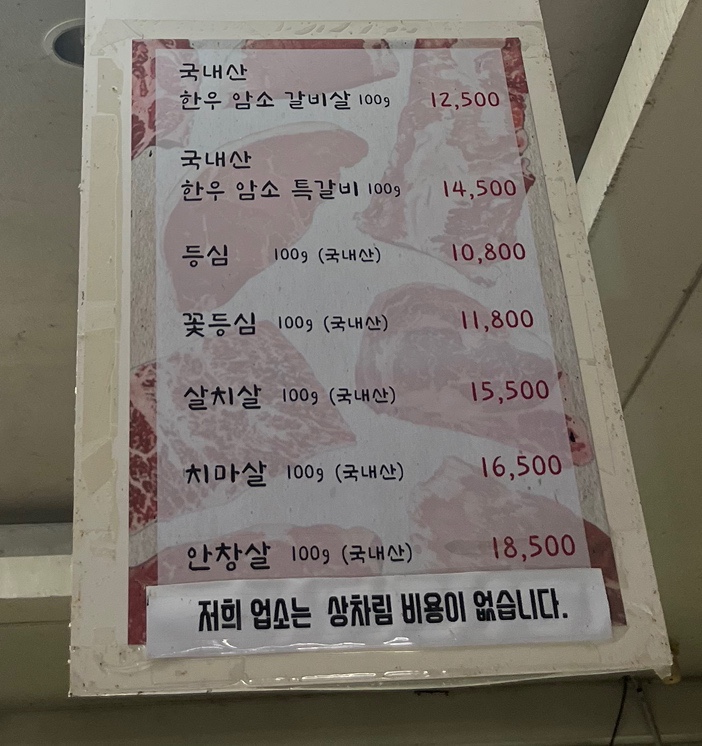 국내산
한우 암소 갈비살 100g 12,500
국내산
한우 암소 특갈비 100g 14,500
등심 100g (국내산) 10,800
꽃등심 100g (국내산) 11,800
살치살 100g (국내산) 15,500
치마살 100g (국내산) 16,500
안창살 100g (국내산) 18,500
저희 업소는 상차림 비용이 없습니다.